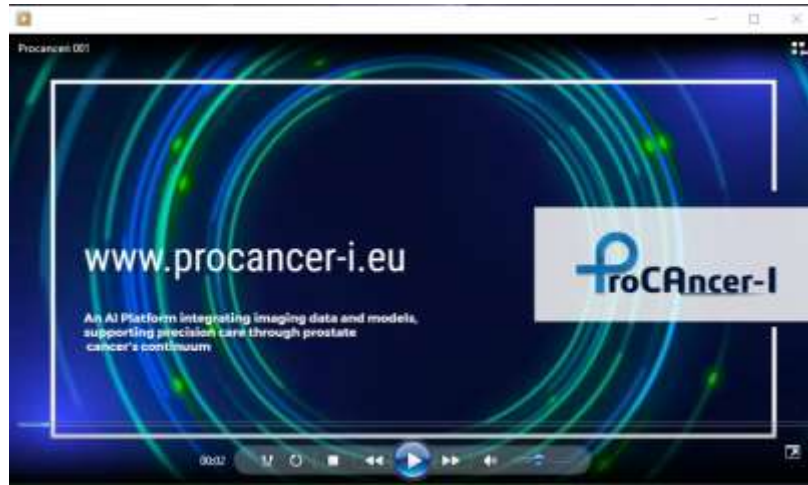 Procancer 001
www.procancer-i.eu
ProCAncer-I
An AI Platform integrating imaging data and models,
supporting precision care through prostate
cancer's continuum
00:02